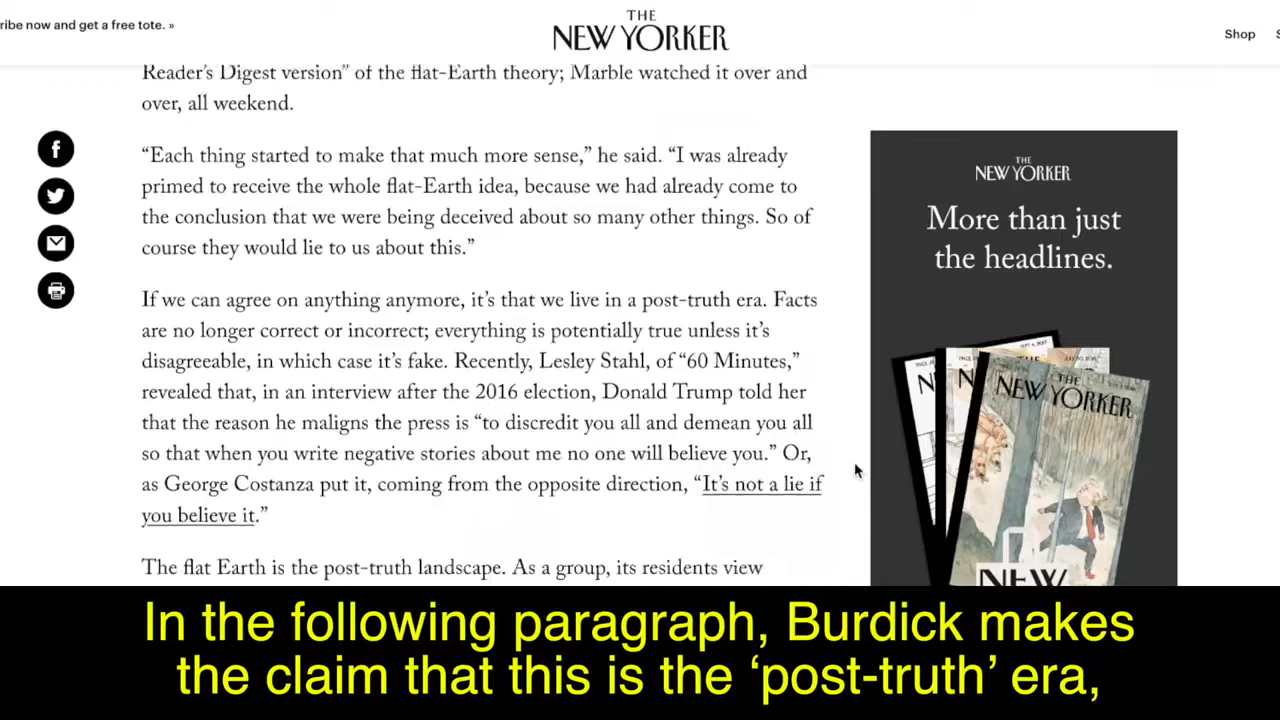 ribe now and get a free tote. »
THE
NEW YORKER
Shop
S
Reader’s Digest version” of the flat-Earth theory; Marble watched it over and
over, all weekend.
“Each thing started to make that much more sense,” he said. “I was already
primed to receive the whole flat-Earth idea, because we had already come to
the conclusion that we were being deceived about so many other things. So of
course they would lie to us about this.”
If we can agree on anything anymore, it’s that we live in a post-truth era. Facts
are no longer correct or incorrect; everything is potentially true unless it’s
disagreeable, in which case it’s fake. Recently, Lesley Stahl, of “60 Minutes,”
revealed that, in an interview after the 2016 election, Donald Trump told her
that the reason he maligns the press is “to discredit you all and demean you all
so that when you write negative stories about me no one will believe you.” Or,
as George Costanza put it, coming from the opposite direction, “It’s not a lie if
you believe it.”
The flat Earth is the post-truth landscape. As a group, its residents view
THE
NEW YORKER
More than just
the headlines.
THE
NEW YORKER
NEW
In the following paragraph, Burdick makes
the claim that this is the ‘post-truth’ era,